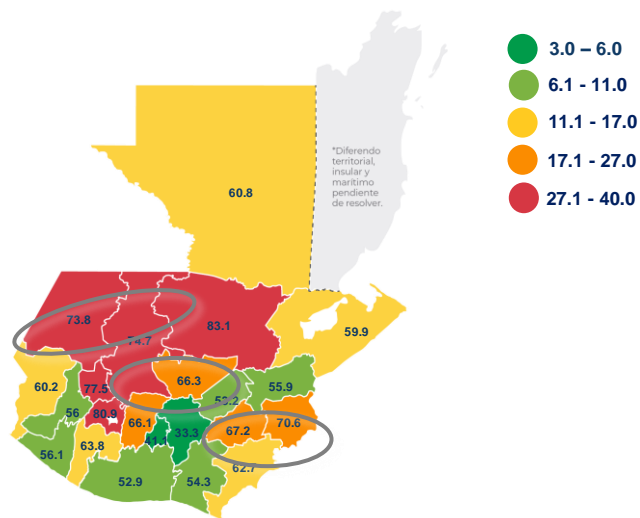 3.0 – 6.0
6.1 - 11.0
11.1 - 17.0
17.1 - 27.0
27.1 - 40.0
*Diferendo
territorial,
insular y
marítimo
pendiente
de resolver.
60.8
73.8
83.1
59.9
74.7
60.2
77.5
66.3
55.9
53.2
56
80.9
66.1
41.1
33.3
67.2
70.6
56.1
63.8
62.7
52.9
54.3